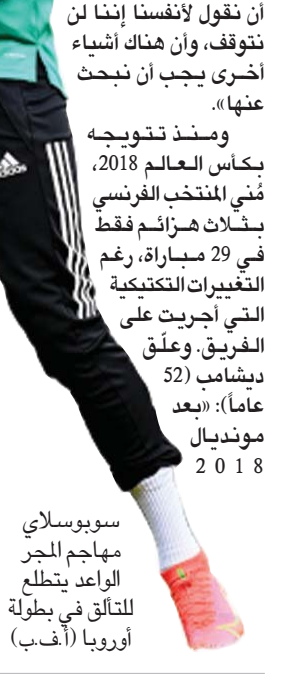 أن نقول لأنفسنا إننا لن
نتوقف، وأن هناك أشياء
أخرى يجب أن نبحث
عنها».
ومنذ تتويجه
بكأس العالم 2018،
مُني المنتخب الفرنسي
بثلاث هزائم فقط
في 29 مباراة، رغم
التغييرات التكتيكية
التي أجريت على
الفريق. وعلّق
ديشامب (52
عاماً): «بعد
مونديال
2018
سوبوسلاي
مهاجم المجر
الواعد يتطلع
للتألق في بطولة
أوروبا (أ.ف.ب)
adidas